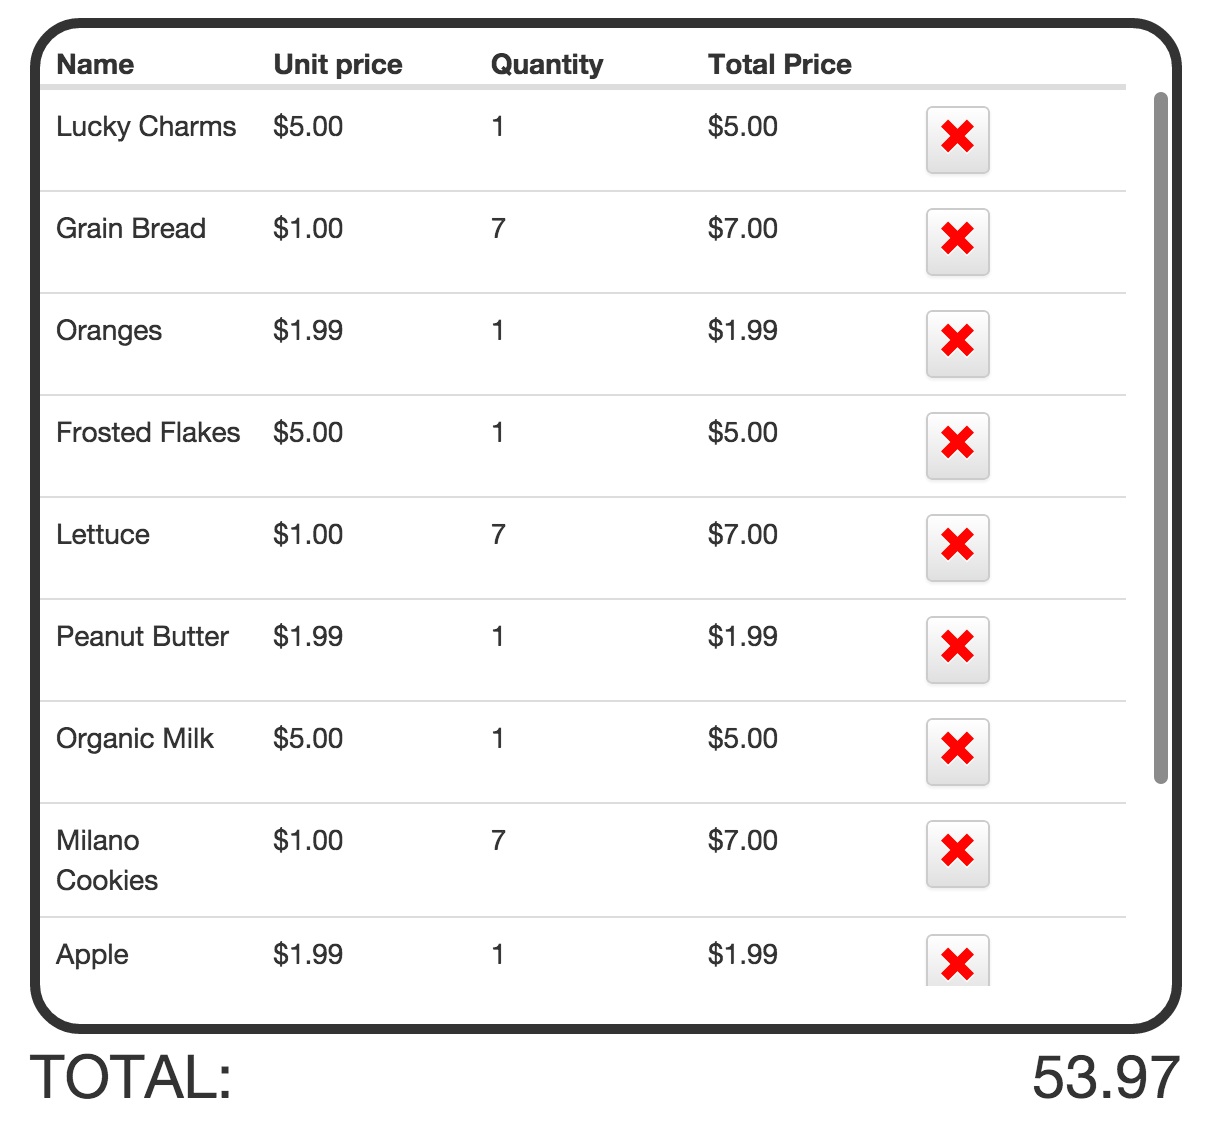 Name Unit price Quantity Total Price
Lucky Charms $5.00 1 $5.00
Grain Bread $1.00 7 $7.00
Oranges $1.99 1 $1.99
Frosted Flakes $5.00 1 $5.00
Lettuce $1.00 7 $7.00
Peanut Butter $1.99 1 $1.99
Organic Milk $5.00 1 $5.00
Milano $1.00 7 $7.00
Cookies
Apple $1.99 1 $1.99
TOTAL: 53.97